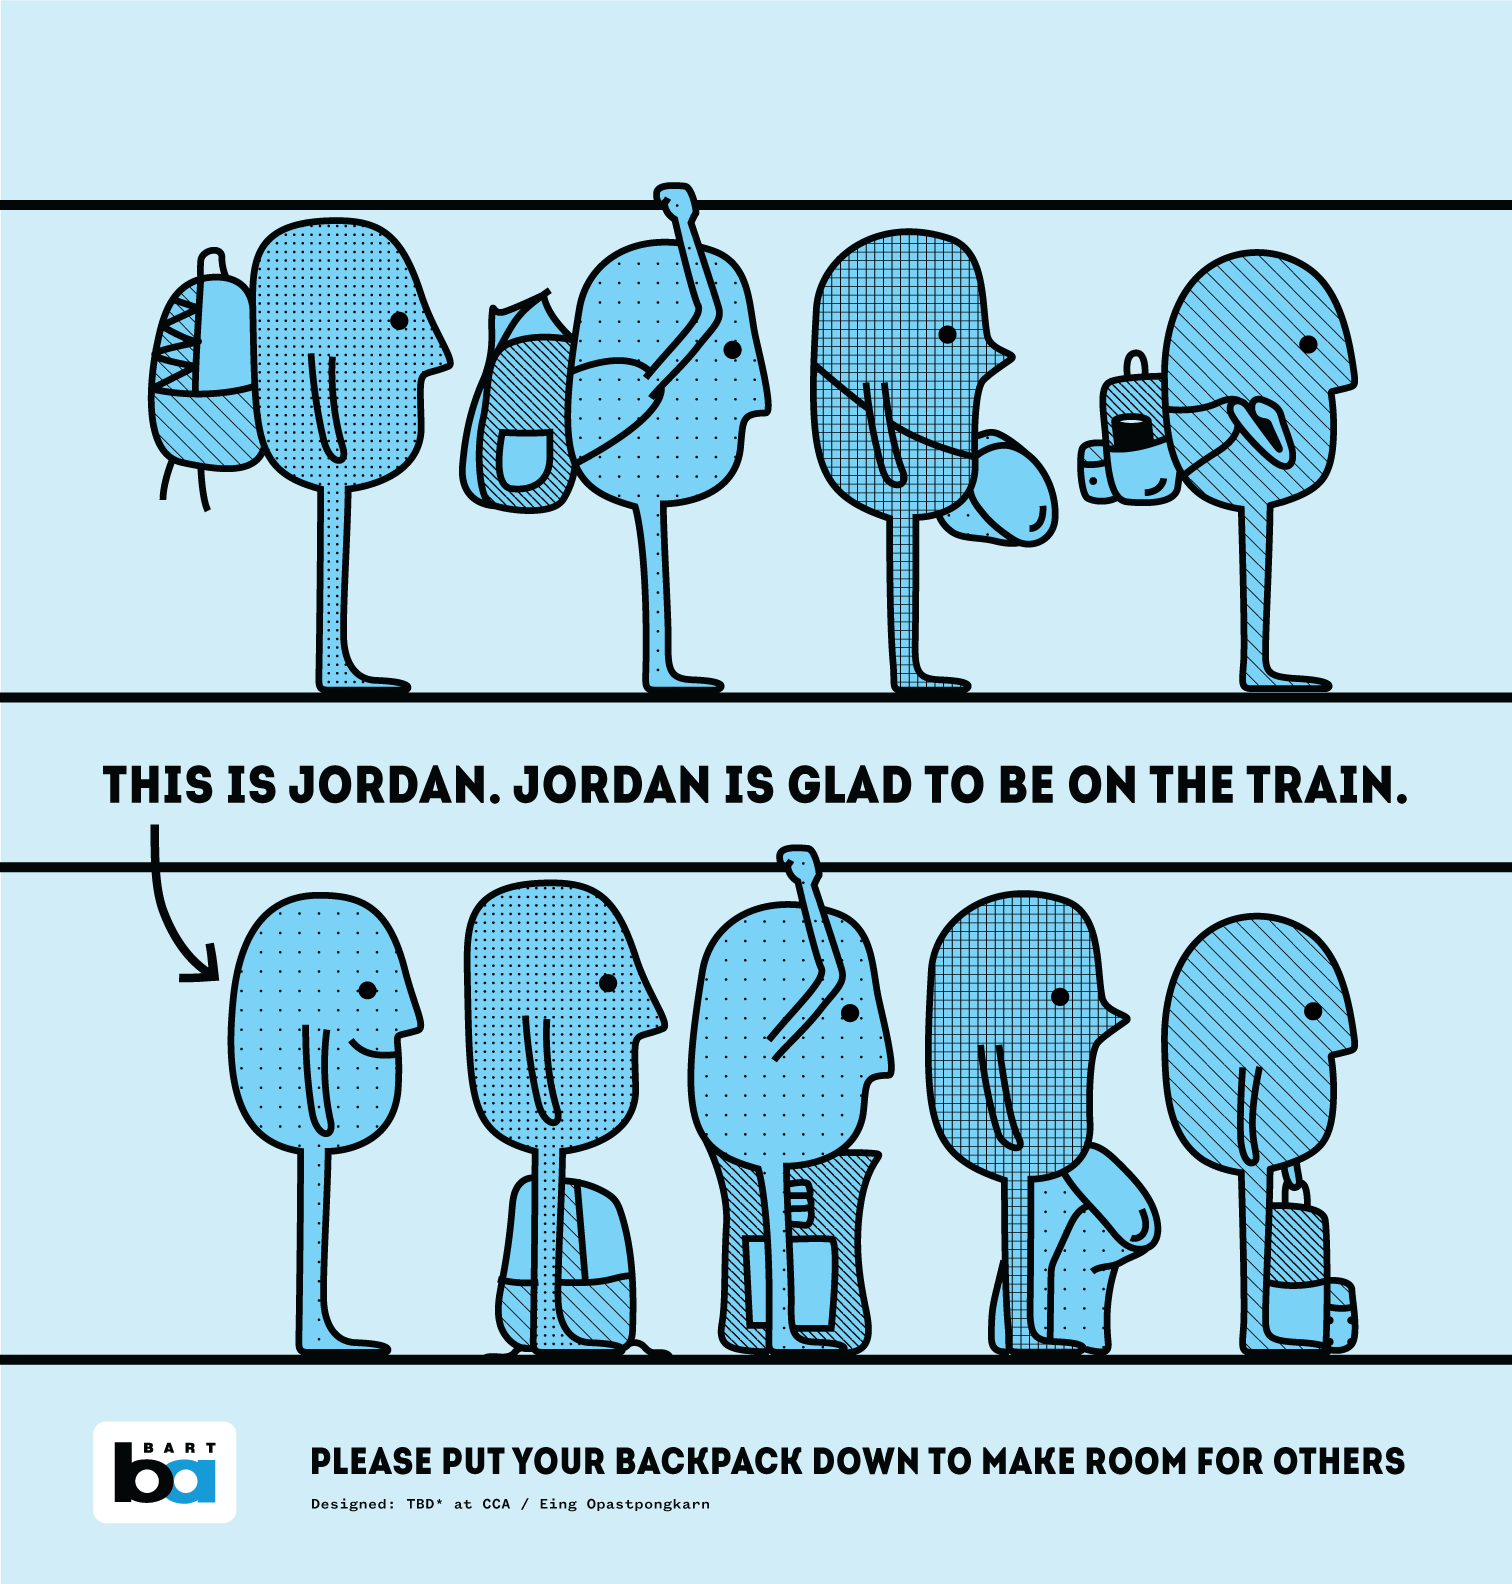 THIS IS JORDAN. JORDAN IS GLAD TO BE ON THE TRAIN.
BART
ba
PLEASE PUT YOUR BACKPACK DOWN TO MAKE ROOM FOR OTHERS
Designed: TBD* at CCA / Eing Opastpongkarn